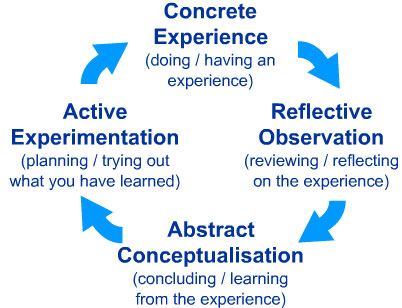 Concrete
Experience
(doing / having an
experience)
Reflective
Observation
(reviewing / reflecting
on the experience)
Abstract
Conceptualisation
(concluding / learning
from the experience)
Active
Experimentation
(planning / trying out
what you have learned)